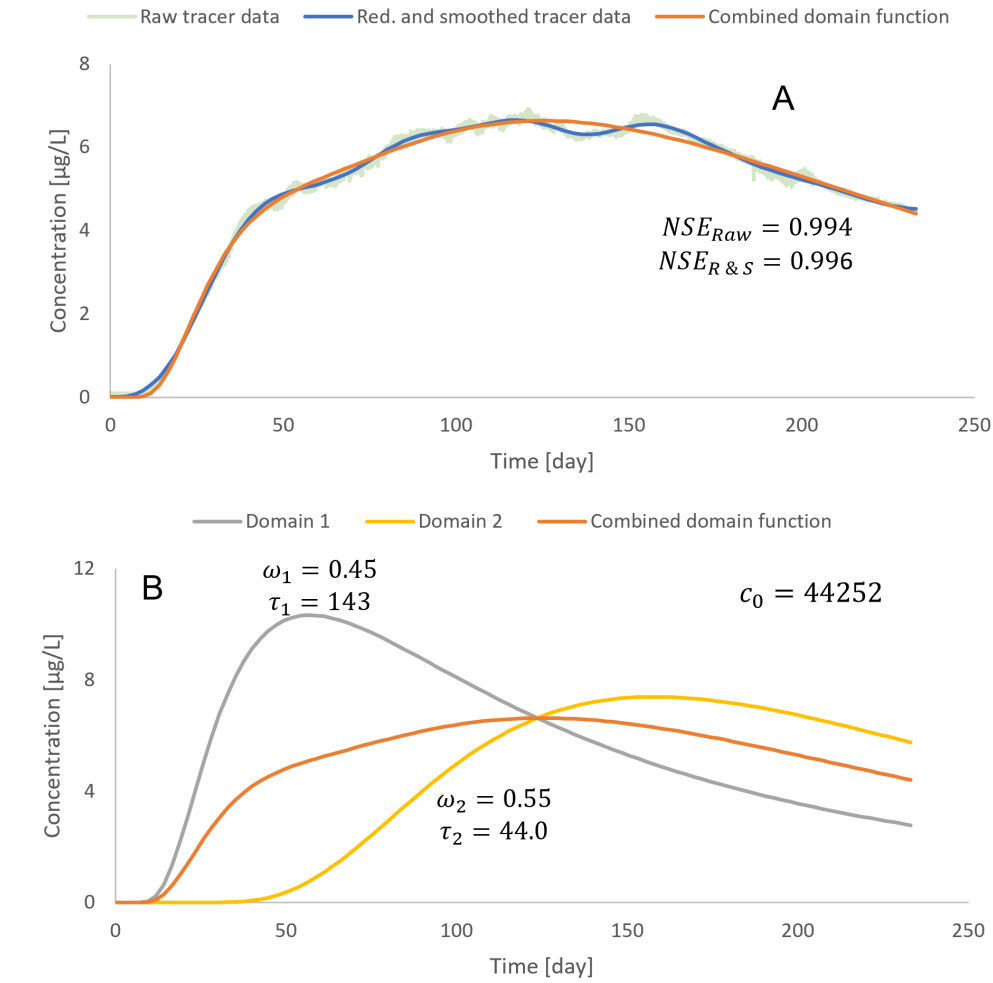 Raw tracer data Red. and smoothed tracer data Combined domain function
8
A
6
Concentration [µg/L]
4
NSE_Raw = 0.994
NSE_R & S = 0.996
2
0
0 50 100 150 200 250
Time [day]
Domain 1 Domain 2 Combined domain function
12
B
ω₁ = 0.45
τ₁ = 143
c₀ = 44252
8
Concentration [µg/L]
4
ω₂ = 0.55
τ₂ = 44.0
0
0 50 100 150 200 250
Time [day]